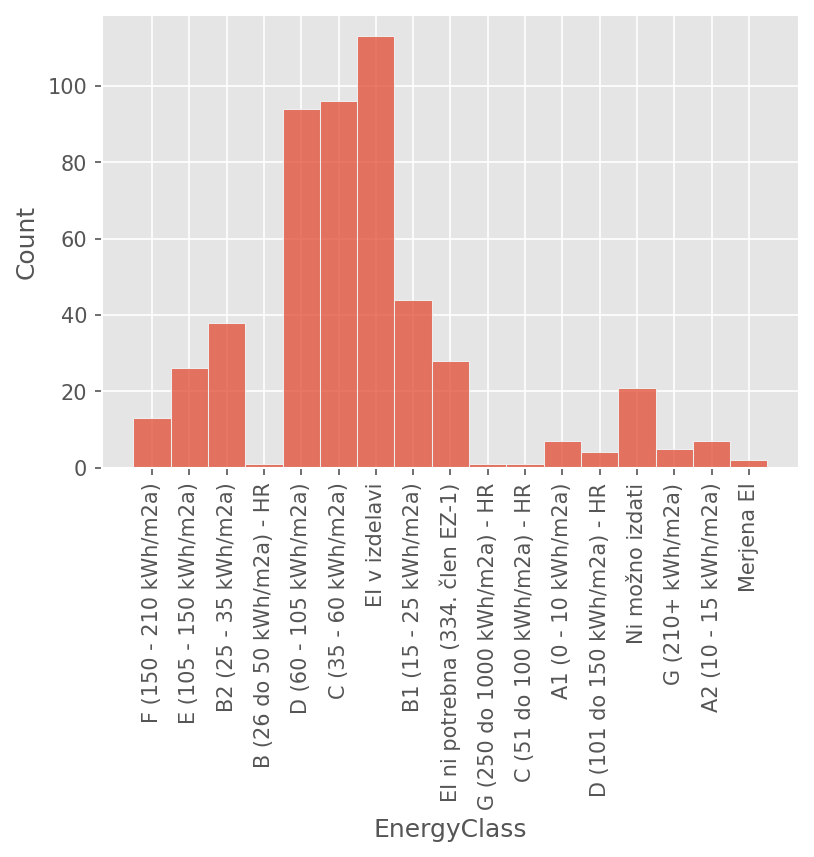 Count
100
80
60
40
20
0
F (150 - 210 kWh/m2a)
E (105 - 150 kWh/m2a)
B2 (25 - 35 kWh/m2a)
B (26 do 50 kWh/m2a) - HR
D (60 - 105 kWh/m2a)
C (35 - 60 kWh/m2a)
EI v izdelavi
B1 (15 - 25 kWh/m2a)
EI ni potrebna (334. člen EZ-1)
G (250 do 1000 kWh/m2a) - HR
C (51 do 100 kWh/m2a) - HR
A1 (0 - 10 kWh/m2a)
D (101 do 150 kWh/m2a) - HR
Ni možno izdati
G (210+ kWh/m2a)
A2 (10 - 15 kWh/m2a)
Merjena EI
EnergyClass